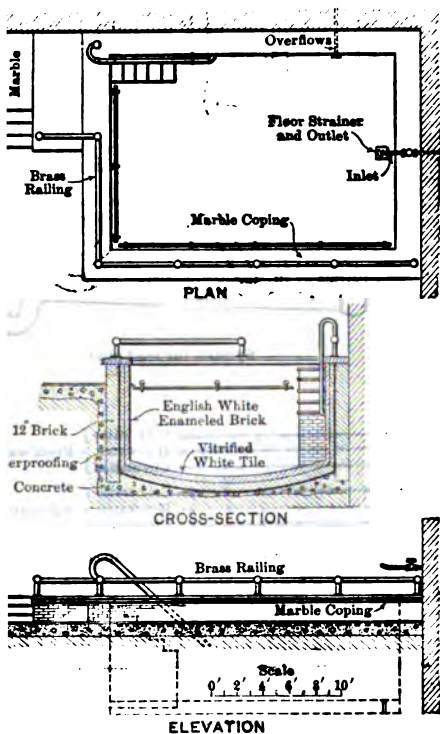 Overflows
Marble
Floor Strainer
and Outlet
Inlet
Brass
Railing
Marble Coping
PLAN
English White
Enameled Brick
12" Brick
Vitrified
White Tile
erproofing
Concrete
CROSS-SECTION
Brass Railing
Marble Coping
Scale
0' 2' 4' 6' 8' 10'
ELEVATION